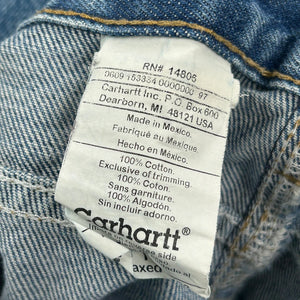 RN# 14806
0609 153334 0000000 97
Carhartt Inc. P.O. Box 600
Dearborn, MI 48121 USA
Made in Mexico.
Fabriqué au Mexique
Hecho en México.
100% Cotton.
Exclusive of trimming.
100% Coton.
Sans garniture.
100% Algodón.
Sin incluir adorno.
Carhartt